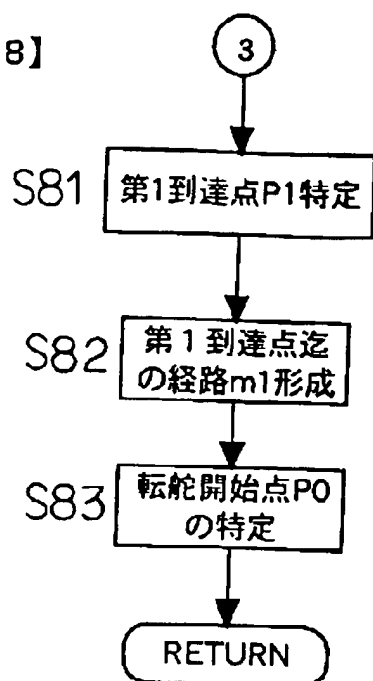 8】
3
S81
第1到達点P1特定
S82
第1到達点迄
の経路m1形成
S83
転舵開始点P0
の特定
RETURN